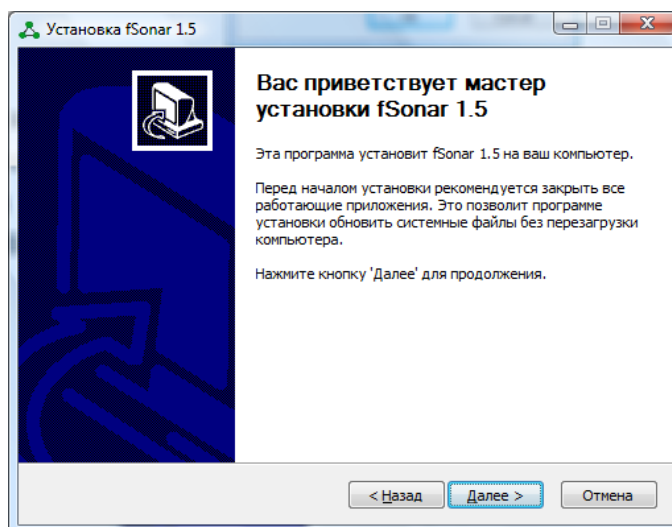 Установка fSonar 1.5
Вас приветствует мастер
установки fSonar 1.5
Эта программа установит fSonar 1.5 на ваш компьютер.
Перед началом установки рекомендуется закрыть все
работающие приложения. Это позволит программе
установки обновить системные файлы без перезагрузки
компьютера.
Нажмите кнопку 'Далее' для продолжения.
< Назад Далее > Отмена